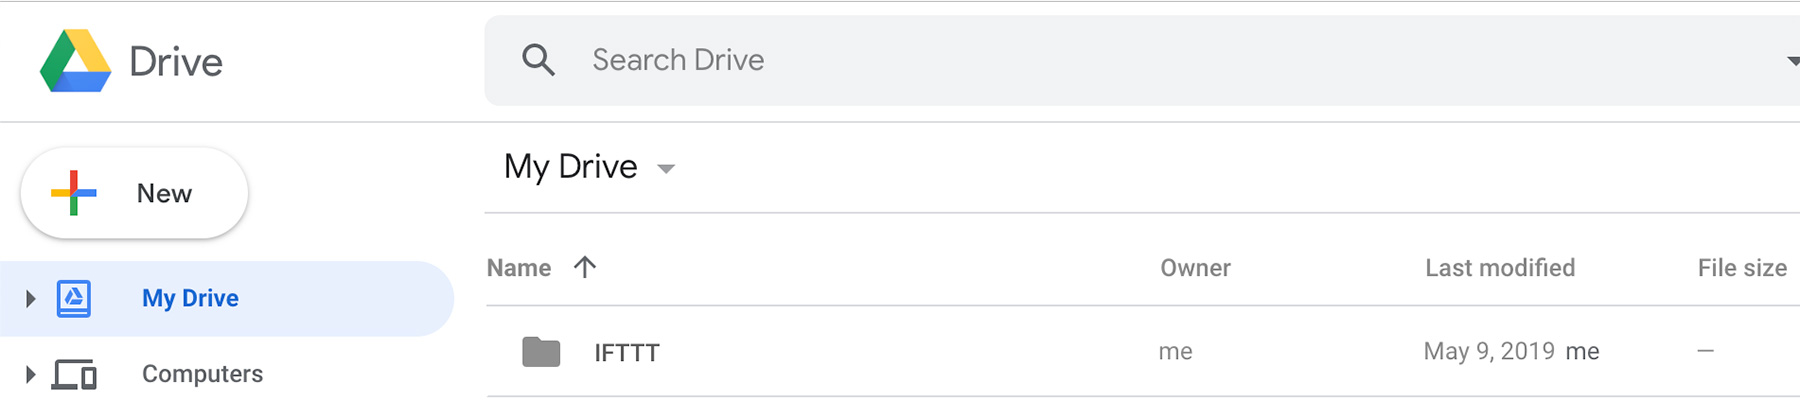 Drive
Search Drive
New
My Drive
Computers
My Drive
Name Owner Last modified File size
IFTTT me May 9, 2019 me —